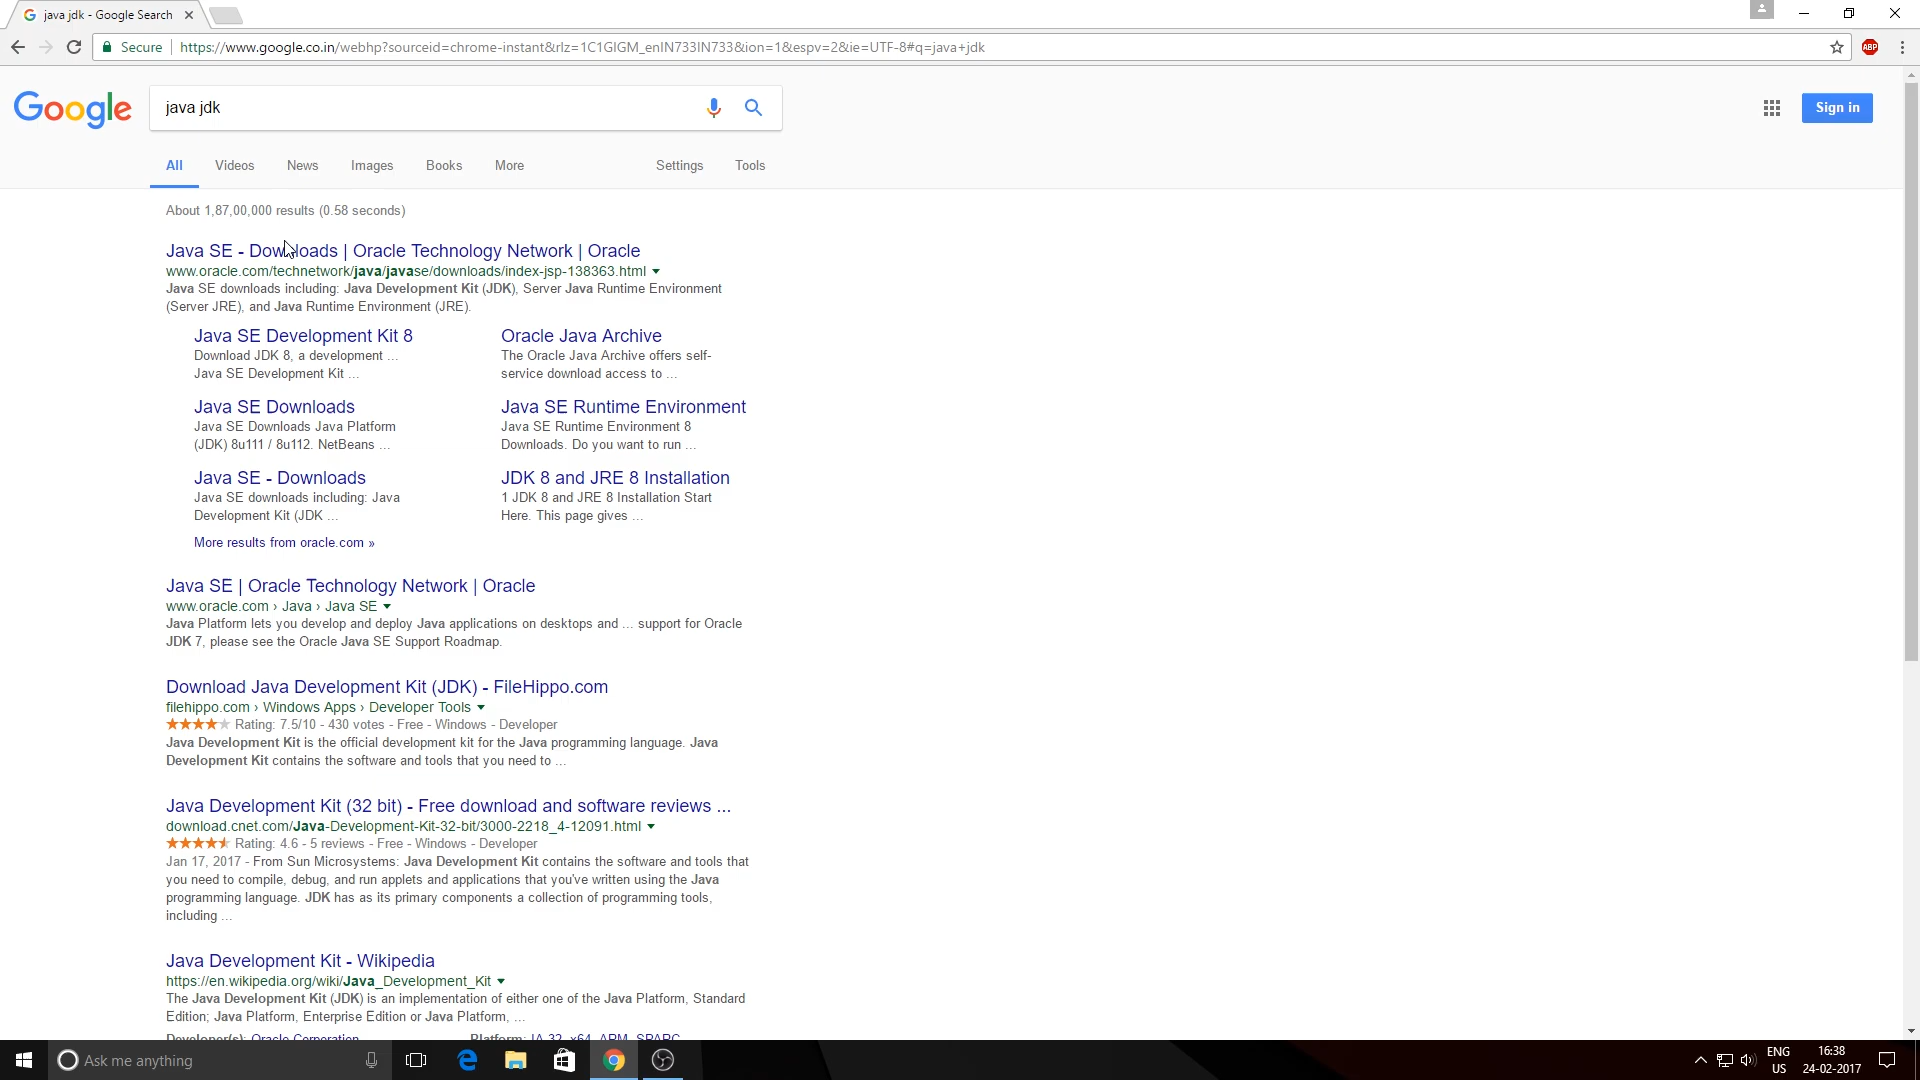 java jdk - Google Search
Secure
https://www.google.co.in/webhp?sourceid=chrome-instant&rlz=1C1GIGM_enIN733IN733&ion=1&espv=2&ie=UTF-8#q=java+jdk
ABP
Google
java jdk
Sign in
All Videos News Images Books More Settings Tools
About 1,87,00,000 results (0.58 seconds)
Java SE - Downloads | Oracle Technology Network | Oracle
www.oracle.com/technetwork/java/javase/downloads/index-jsp-138363.html
Java SE downloads including: Java Development Kit (JDK), Server Java Runtime Environment
(Server JRE), and Java Runtime Environment (JRE).
Java SE Development Kit 8
Download JDK 8, a development ...
Java SE Development Kit ...
Oracle Java Archive
The Oracle Java Archive offers self-
service download access to ...
Java SE Downloads
Java SE Downloads Java Platform
(JDK) 8u111 / 8u112. NetBeans ...
Java SE Runtime Environment
Java SE Runtime Environment 8
Downloads. Do you want to run ...
Java SE - Downloads
Java SE downloads including: Java
Development Kit (JDK ...
JDK 8 and JRE 8 Installation
1 JDK 8 and JRE 8 Installation Start
Here. This page gives ...
More results from oracle.com »
Java SE | Oracle Technology Network | Oracle
www.oracle.com › Java › Java SE
Java Platform lets you develop and deploy Java applications on desktops and ... support for Oracle
JDK 7, please see the Oracle Java SE Support Roadmap.
Download Java Development Kit (JDK) - FileHippo.com
filehippo.com › Windows Apps › Developer Tools
Rating: 7.5/10 - 430 votes - Free - Windows - Developer
Java Development Kit is the official development kit for the Java programming language. Java
Development Kit contains the software and tools that you need to ...
Java Development Kit (32 bit) - Free download and software reviews ...
download.cnet.com/Java-Development-Kit-32-bit/3000-2218_4-12091.html
Rating: 4.6 - 5 reviews - Free - Windows - Developer
Jan 17, 2017 - From Sun Microsystems: Java Development Kit contains the software and tools that
you need to compile, debug, and run applets and applications that you've written using the Java
programming language. JDK has as its primary components a collection of programming tools,
including ...
Java Development Kit - Wikipedia
https://en.wikipedia.org/wiki/Java_Development_Kit
The Java Development Kit (JDK) is an implementation of either one of the Java Platform, Standard
Edition; Java Platform, Enterprise Edition or Java Platform, ...
Developer(s): Oracle Corporation Platform: IA-32, x64, ARM, SPARC
Ask me anything
ENG
US
16:38
24-02-2017